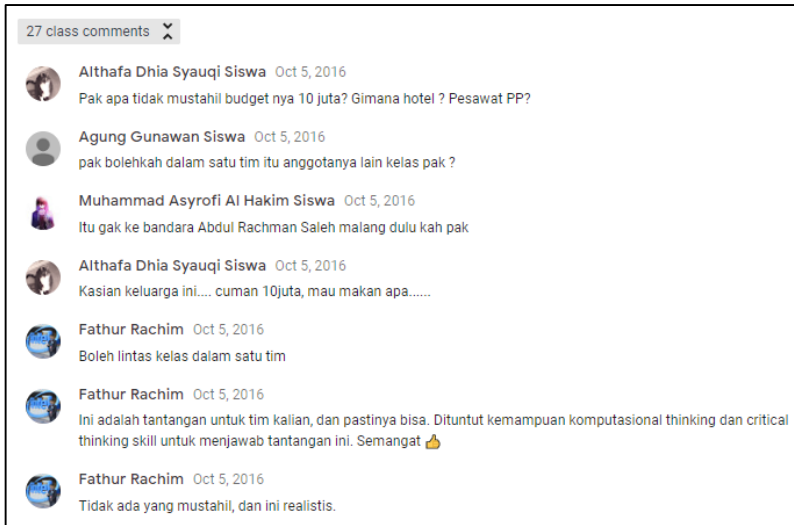 27 class comments
Althafa Dhia Syauqi Siswa Oct 5, 2016
Pak apa tidak mustahil budget nya 10 juta? Gimana hotel ? Pesawat PP?
Agung Gunawan Siswa Oct 5, 2016
pak bolehkah dalam satu tim itu anggotanya lain kelas pak ?
Muhammad Asyrofi Al Hakim Siswa Oct 5, 2016
Itu gak ke bandara Abdul Rachman Saleh malang dulu kah pak
Althafa Dhia Syauqi Siswa Oct 5, 2016
Kasian keluarga ini.... cuman 10juta, mau makan apa......
Fathur Rachim Oct 5, 2016
Boleh lintas kelas dalam satu tim
Fathur Rachim Oct 5, 2016
Ini adalah tantangan untuk tim kalian, dan pastinya bisa. Dituntut kemampuan komputasional thinking dan critical
thinking skill untuk menjawab tantangan ini. Semangat 👍
Fathur Rachim Oct 5, 2016
Tidak ada yang mustahil, dan ini realistis.